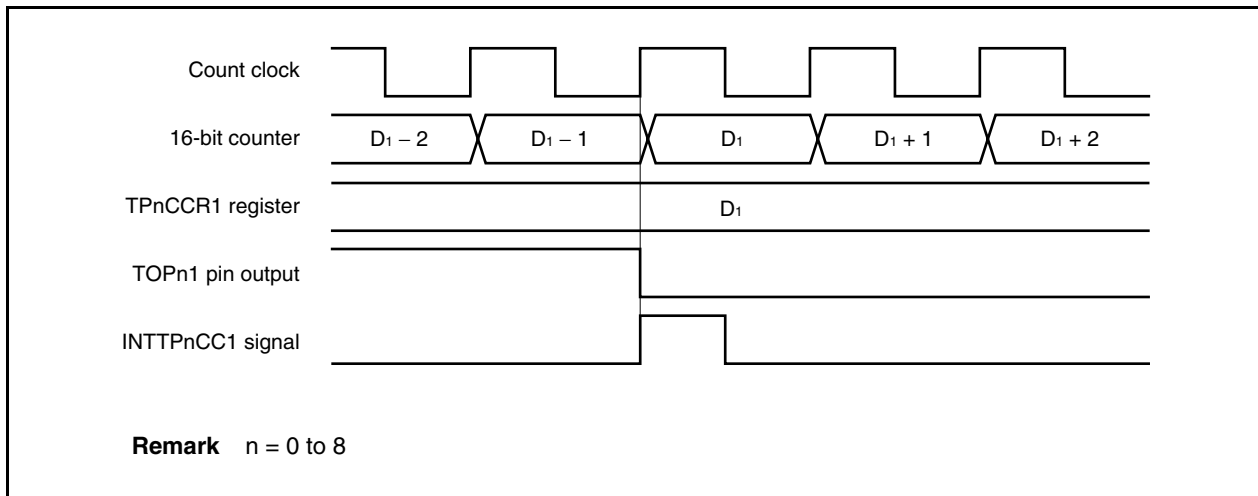 Count clock
16-bit counter D₁ − 2 D₁ − 1 D₁ D₁ + 1 D₁ + 2
TPnCCR1 register D₁
TOPn1 pin output
INTTPnCC1 signal
Remark n = 0 to 8